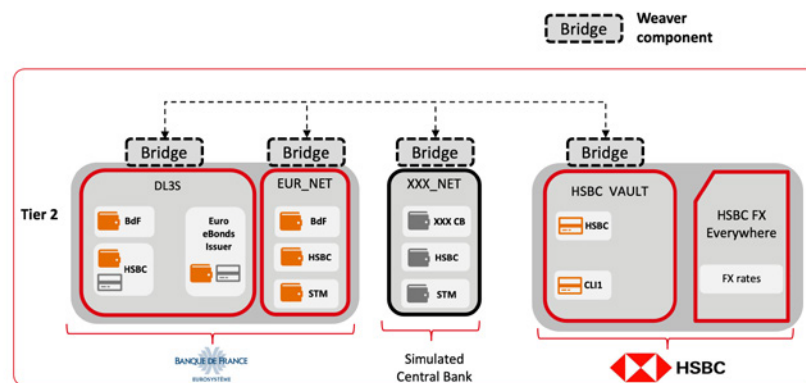 Bridge
Weaver
component
Bridge
Bridge
Bridge
Bridge
Tier 2
DL3S
EUR_NET
XXX_NET
HSBC VAULT
HSBC FX
Everywhere
BdF
Euro
eBonds
Issuer
HSBC
BdF
HSBC
STM
XXX CB
HSBC
STM
HSBC
CLI1
FX rates
BANQUE DE FRANCE
EUROSYSTÈME
Simulated
Central Bank
HSBC